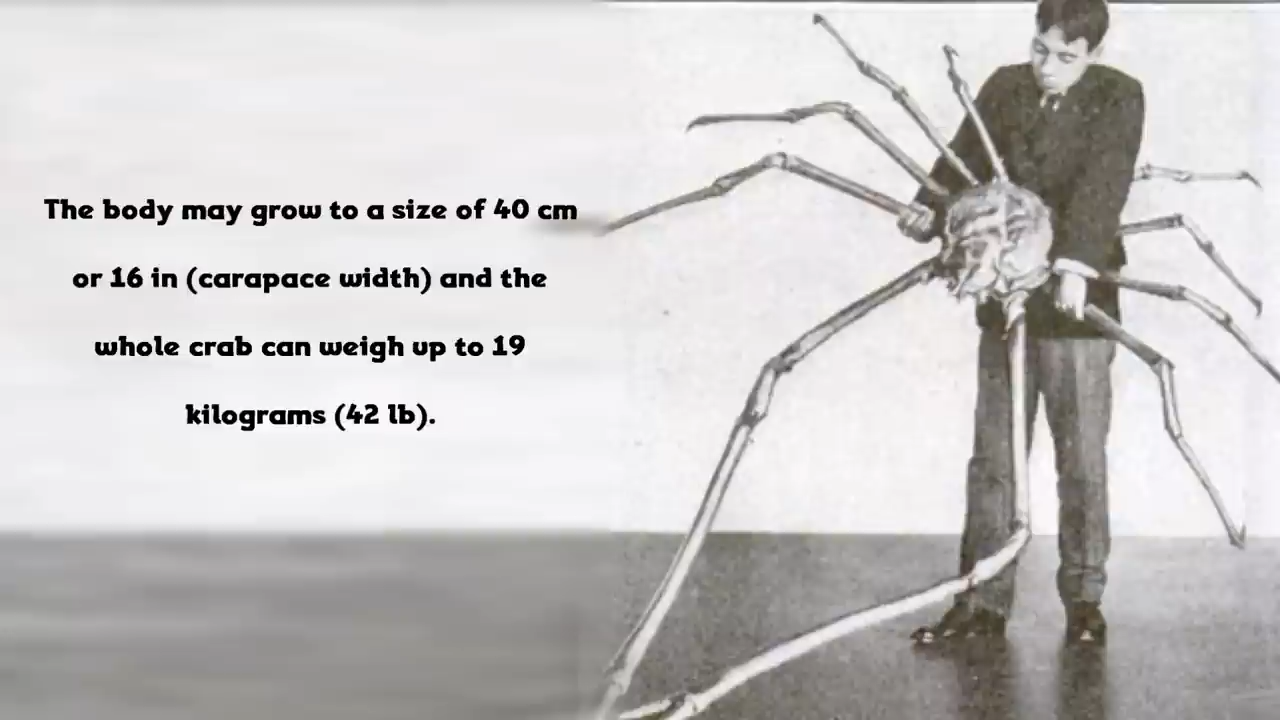 The body may grow to a size of 40 cm
or 16 in (carapace width) and the
whole crab can weigh up to 19
kilograms (42 lb).